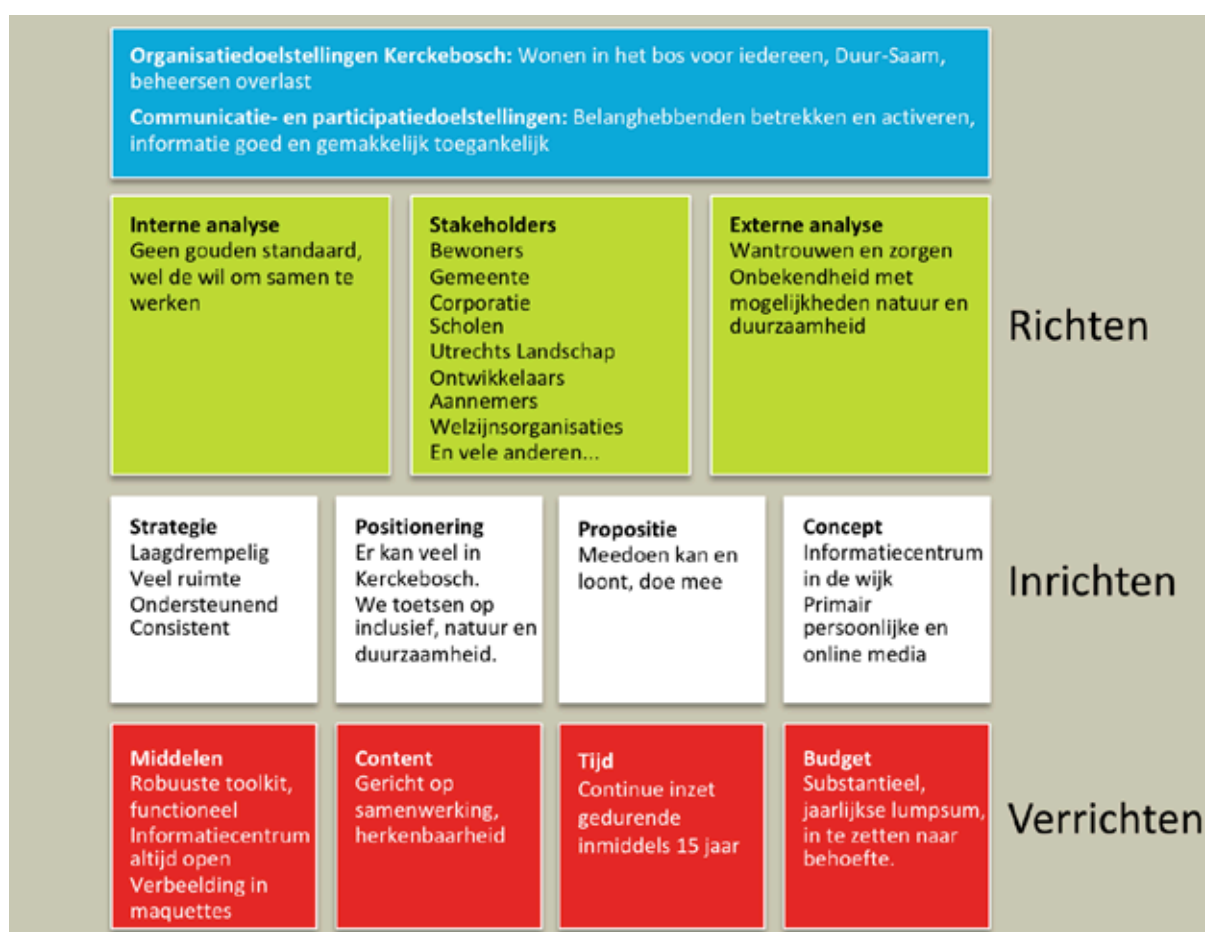 Organisatiedoelstellingen Kerckebosch: Wonen in het bos voor iedereen, Duur-Saam,
beheersen overlast
Communicatie- en participatiedoelstellingen: Belanghebbenden betrekken en activeren,
informatie goed en gemakkelijk toegankelijk
Interne analyse
Geen gouden standaard,
wel de wil om samen te
werken
Stakeholders
Bewoners
Gemeente
Corporatie
Scholen
Utrechts Landschap
Ontwikkelaars
Aannemers
Welzijnsorganisaties
En vele anderen...
Externe analyse
Wantrouwen en zorgen
Onbekendheid met
mogelijkheden natuur en
duurzaamheid
Richten
Strategie
Laagdrempelig
Veel ruimte
Ondersteunend
Consistent
Positionering
Er kan veel in
Kerckebosch.
We toetsen op
inclusief, natuur en
duurzaamheid.
Propositie
Meedoen kan en
loont, doe mee
Concept
Informatiecentrum
in de wijk
Primair
persoonlijke en
online media
Inrichten
Middelen
Robuuste toolkit,
functioneel
Informatiecentrum
altijd open
Verbeelding in
maquettes
Content
Gericht op
samenwerking,
herkenbaarheid
Tijd
Continue inzet
gedurende
inmiddels 15 jaar
Budget
Substantieel,
jaarlijkse lumpsum,
in te zetten naar
behoefte.
Verrichten